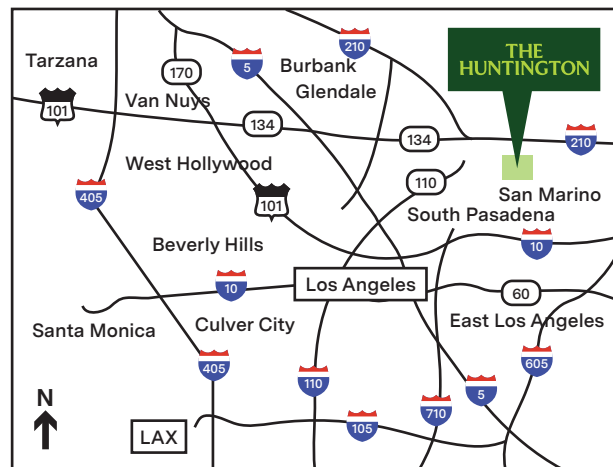 THE
HUNTINGTON
210
Tarzana
5
Burbank
170
Glendale
101
Van Nuys
134
134
210
West Hollywood
110
San Marino
405
101
South Pasadena
Beverly Hills
10
10
Los Angeles
60
Santa Monica
Culver City
East Los Angeles
405
110
605
N
710
5
LAX
105